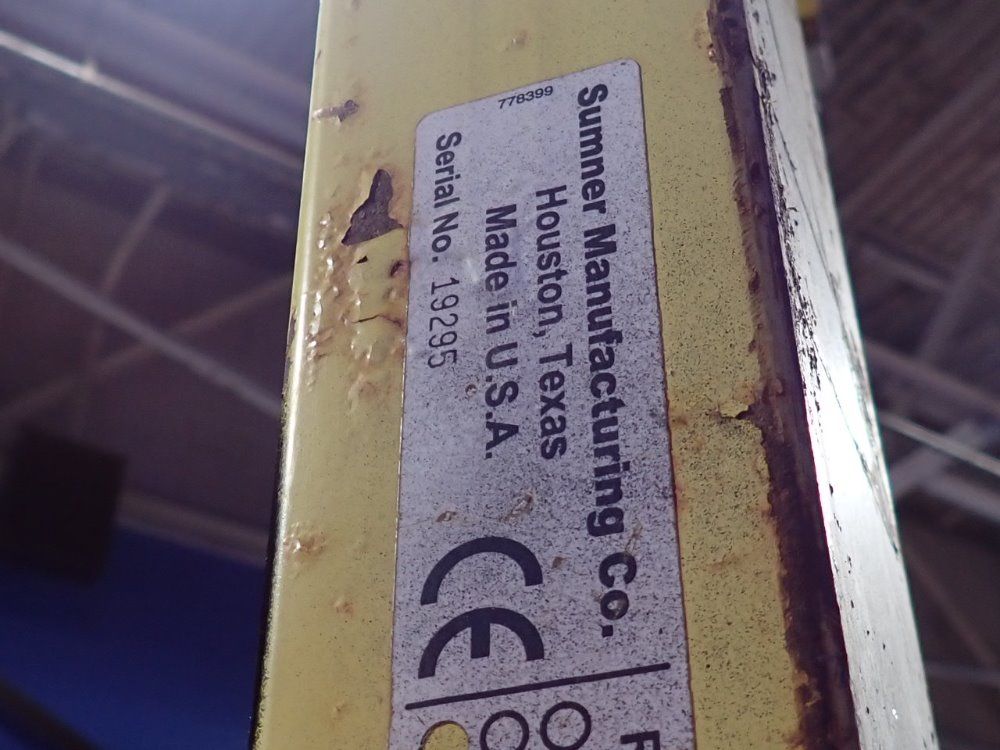 778399
Sumner Manufacturing Co.
Houston, Texas
Made in U.S.A.
Serial No. 19295
CE